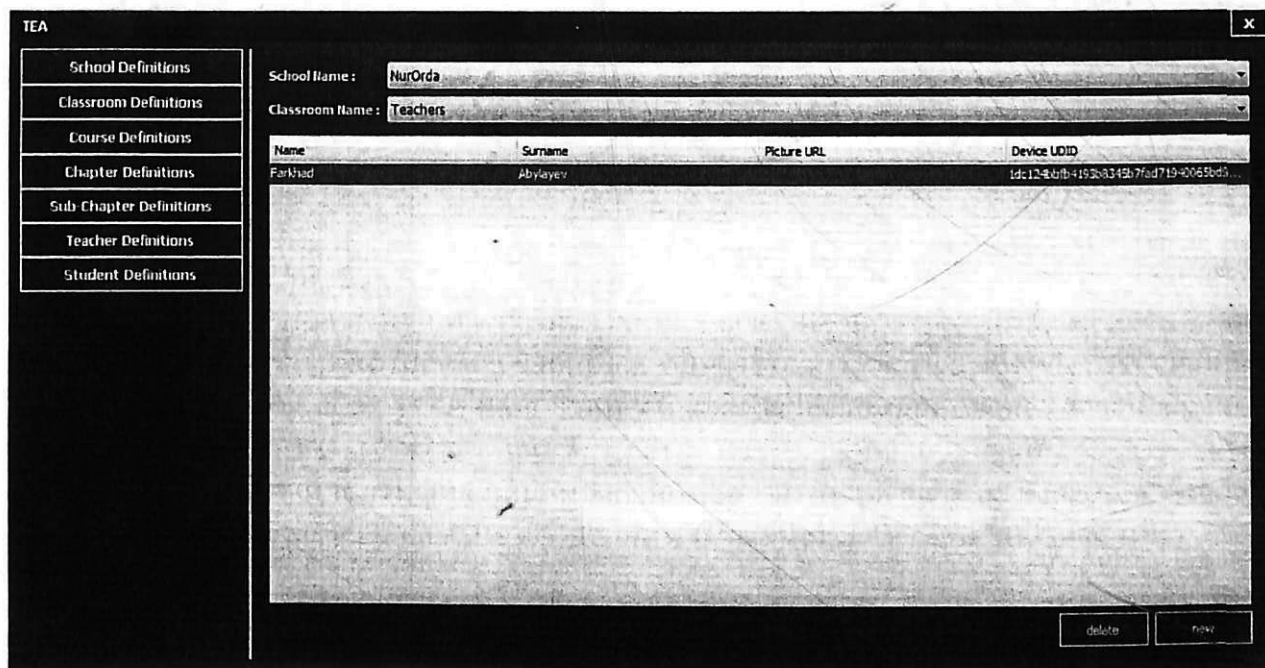 TEA
x
School Definitions
Classroom Definitions
Course Definitions
Chapter Definitions
Sub-Chapter Definitions
Teacher Definitions
Student Definitions
School Name : NurOrda
Classroom Name : Teachers
Name Surname Picture URL Device UDID
Farkhad Abylayev
delete new